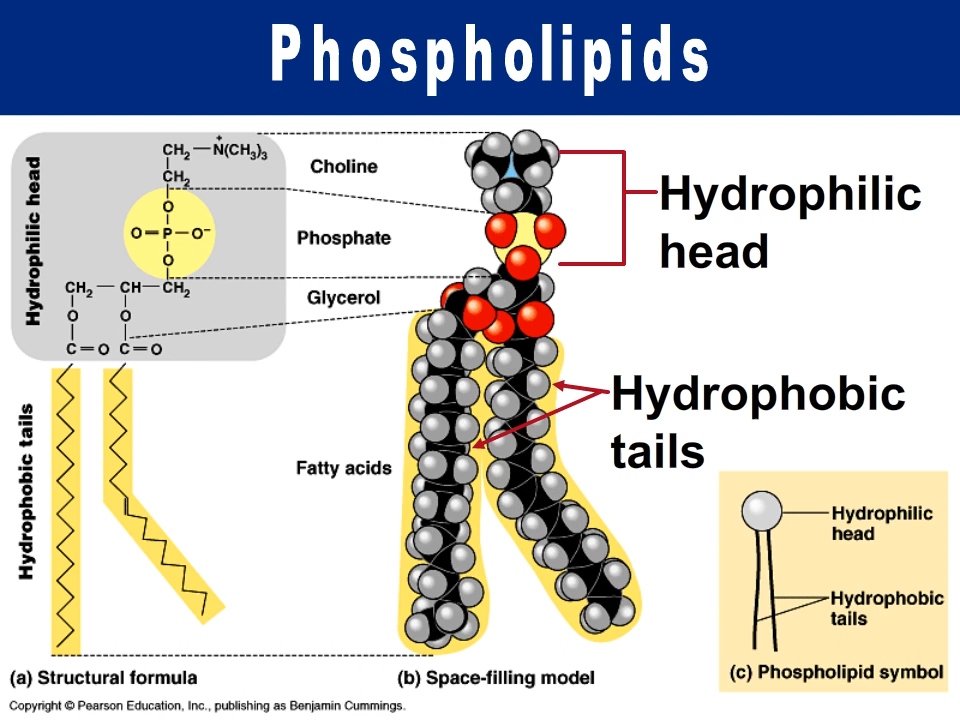 Phospholipids
Hydrophilic head
CH₂ — N(CH₃)₃
+
CH₂
O
O = P — O⁻
O
CH₂ — CH — CH₂
O O
C = O C = O
Hydrophobic tails
(a) Structural formula
Choline
Phosphate
Glycerol
Fatty acids
(b) Space-filling model
Hydrophilic
head
Hydrophobic
tails
Hydrophilic
head
Hydrophobic
tails
(c) Phospholipid symbol
Copyright © Pearson Education, Inc., publishing as Benjamin Cummings.